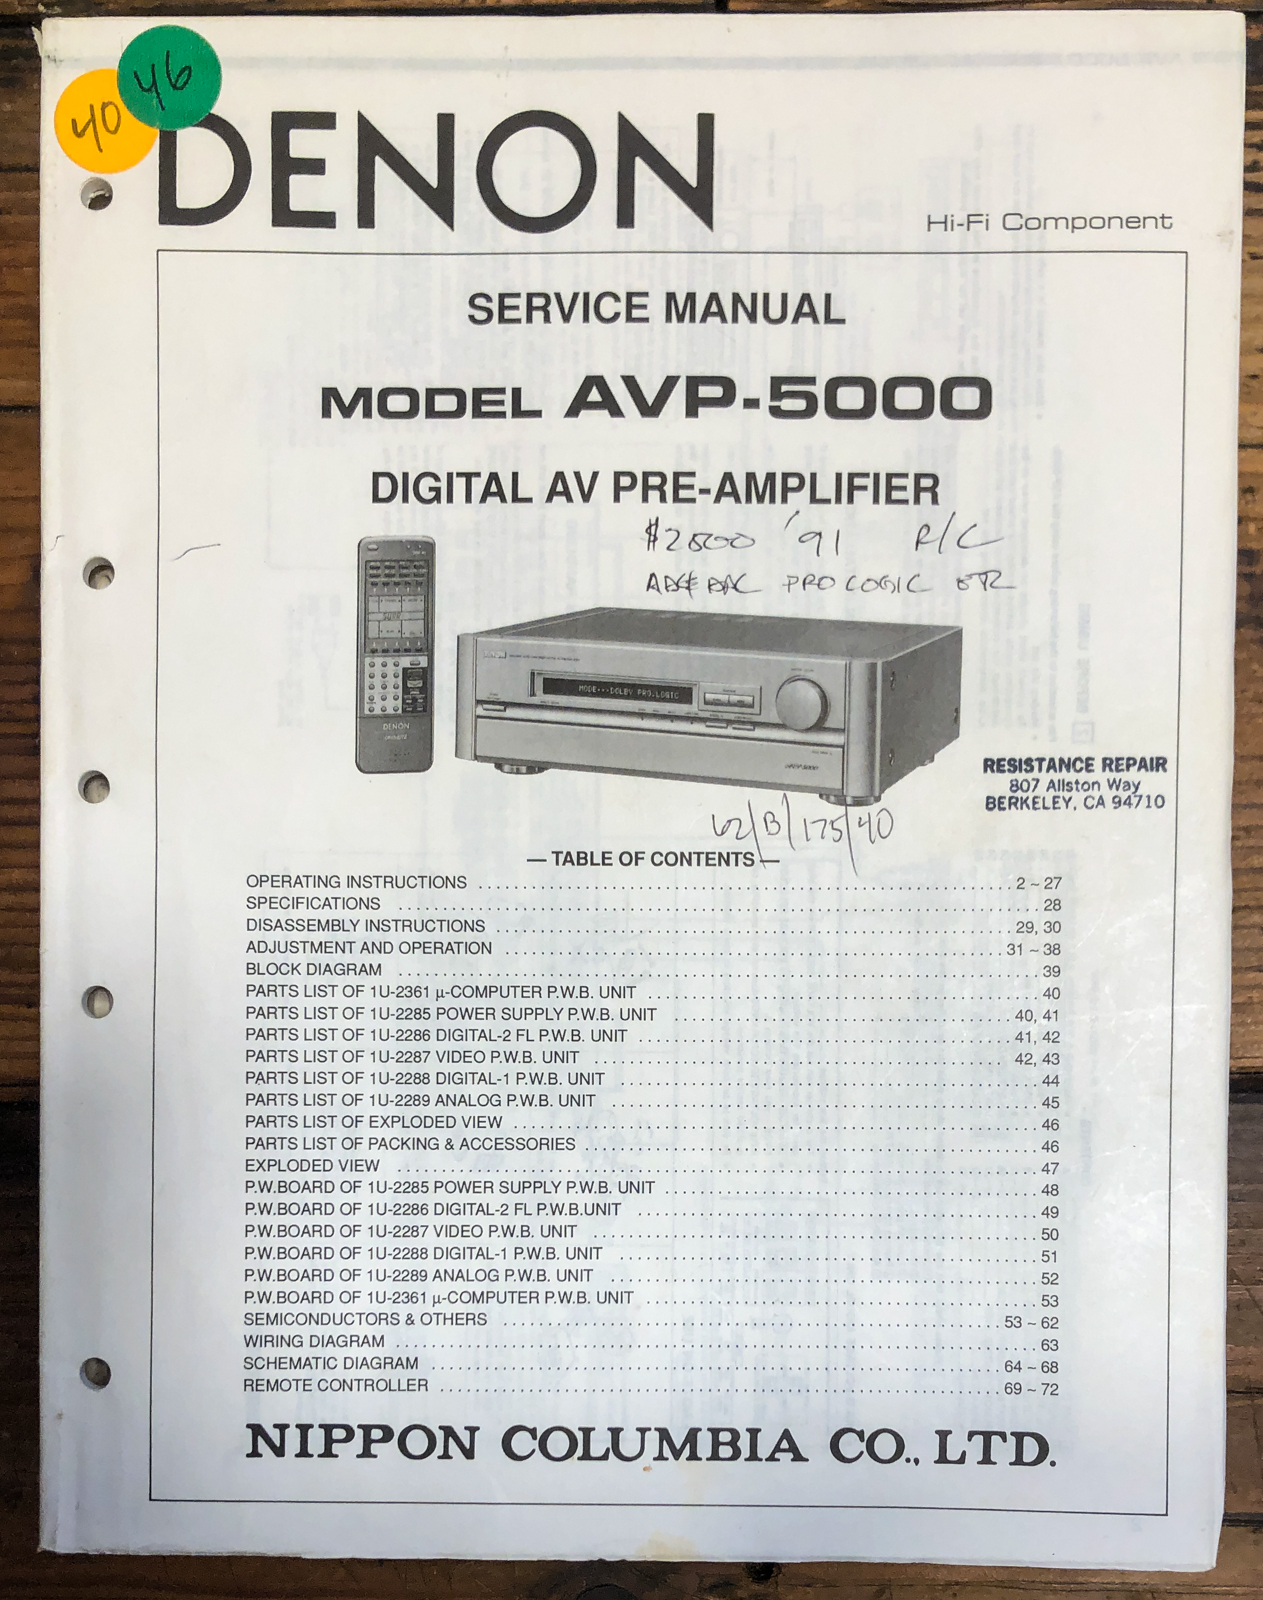 46
40
DENON
Hi-Fi Component
SERVICE MANUAL
MODEL AVP-5000
DIGITAL AV PRE-AMPLIFIER
'91 R/C
PRO LOGIC ETC
DENON
MODE---DOLBY PRO.LOGIC
DENON
AVP-5000
RESISTANCE REPAIR
807 Allston Way
BERKELEY, CA 94710
62/B/175/40
— TABLE OF CONTENTS —
OPERATING INSTRUCTIONS 2 ~ 27
SPECIFICATIONS 28
DISASSEMBLY INSTRUCTIONS 29, 30
ADJUSTMENT AND OPERATION 31 ~ 38
BLOCK DIAGRAM 39
PARTS LIST OF 1U-2361 μ-COMPUTER P.W.B. UNIT 40
PARTS LIST OF 1U-2285 POWER SUPPLY P.W.B. UNIT 40, 41
PARTS LIST OF 1U-2286 DIGITAL-2 FL P.W.B. UNIT 41, 42
PARTS LIST OF 1U-2287 VIDEO P.W.B. UNIT 42, 43
PARTS LIST OF 1U-2288 DIGITAL-1 P.W.B. UNIT 44
PARTS LIST OF 1U-2289 ANALOG P.W.B. UNIT 45
PARTS LIST OF EXPLODED VIEW 46
PARTS LIST OF PACKING & ACCESSORIES 46
EXPLODED VIEW 47
P.W.BOARD OF 1U-2285 POWER SUPPLY P.W.B. UNIT 48
P.W.BOARD OF 1U-2286 DIGITAL-2 FL P.W.B.UNIT 49
P.W.BOARD OF 1U-2287 VIDEO P.W.B. UNIT 50
P.W.BOARD OF 1U-2288 DIGITAL-1 P.W.B. UNIT 51
P.W.BOARD OF 1U-2289 ANALOG P.W.B. UNIT 52
P.W.BOARD OF 1U-2361 μ-COMPUTER P.W.B. UNIT 53
SEMICONDUCTORS & OTHERS 53 ~ 62
WIRING DIAGRAM 63
SCHEMATIC DIAGRAM 64 ~ 68
REMOTE CONTROLLER 69 ~ 72
NIPPON COLUMBIA CO., LTD.